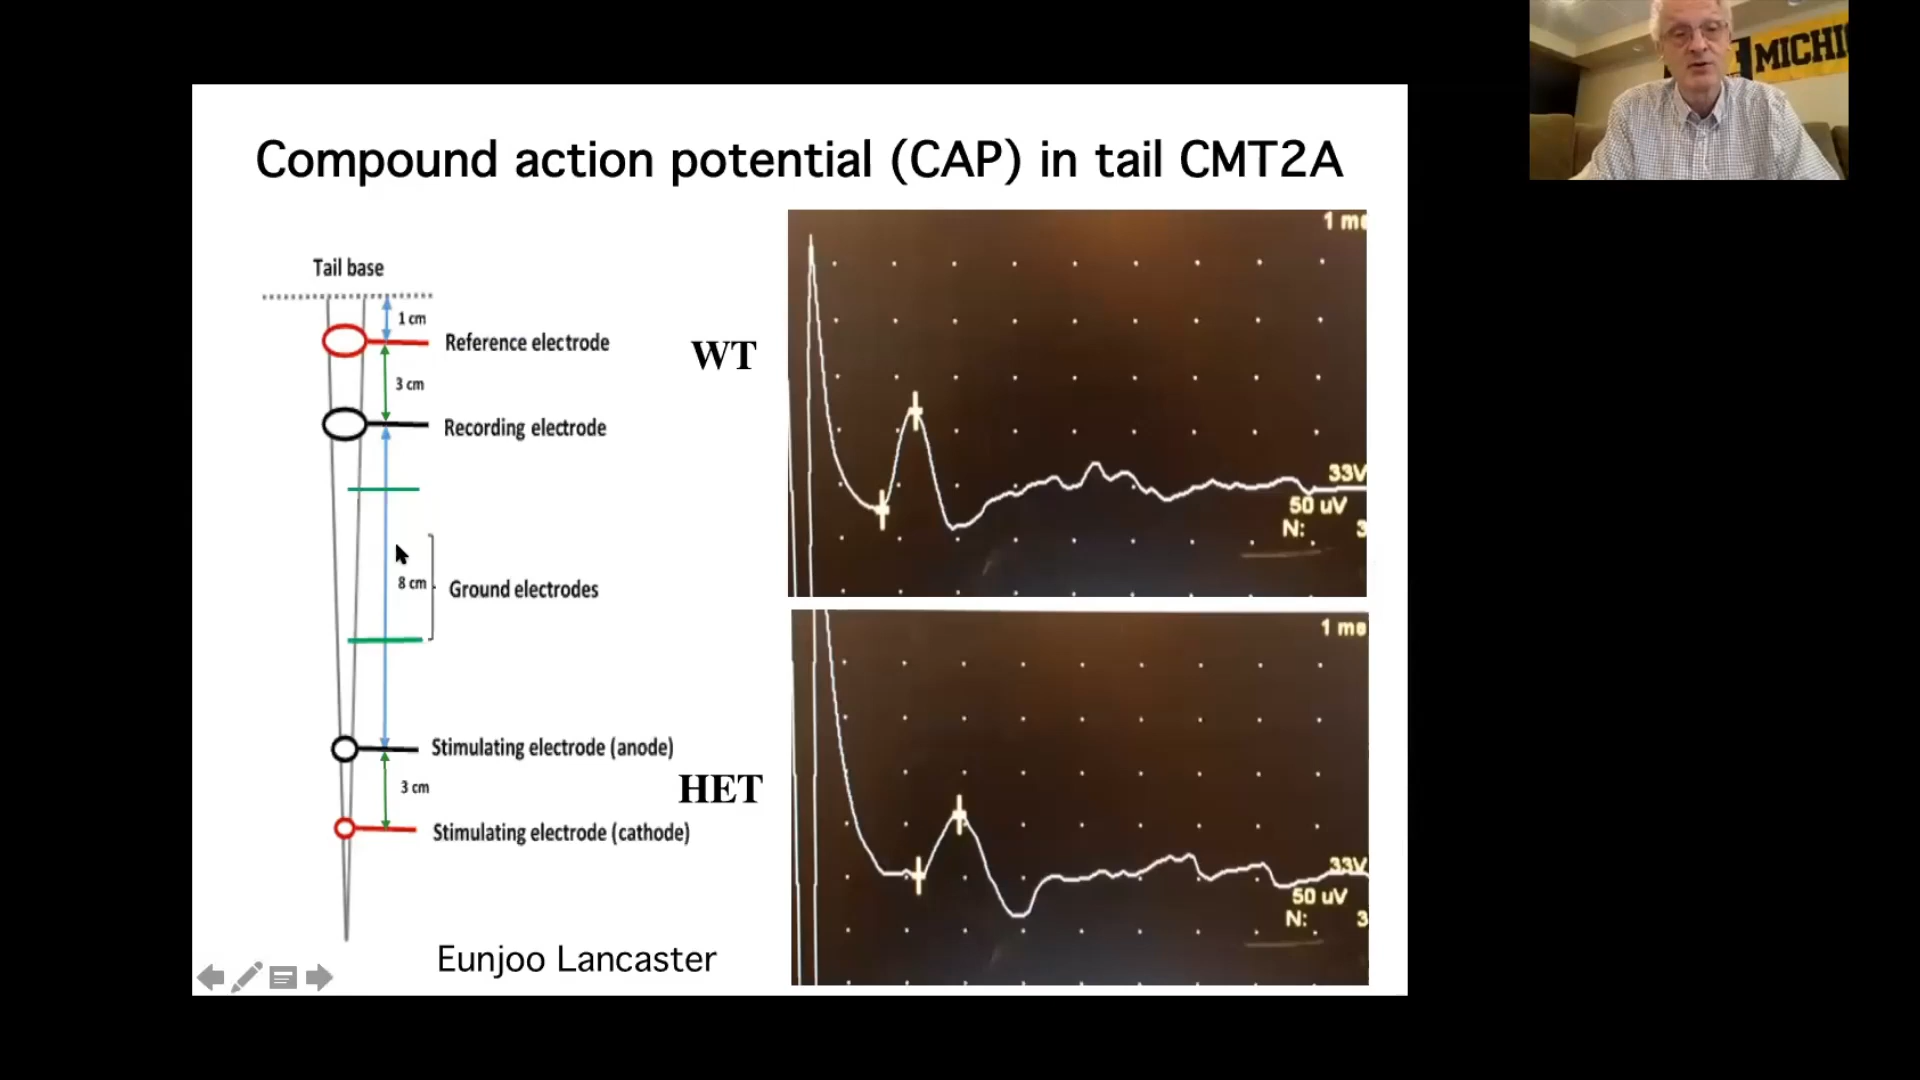 MICHI
Compound action potential (CAP) in tail CMT2A
Tail base
1 cm
Reference electrode
3 cm
Recording electrode
8 cm
Ground electrodes
Stimulating electrode (anode)
3 cm
Stimulating electrode (cathode)
Eunjoo Lancaster
WT
1 m
33V
50 uV
N: 3
HET
1 ms
33V
50 uV
N: 3